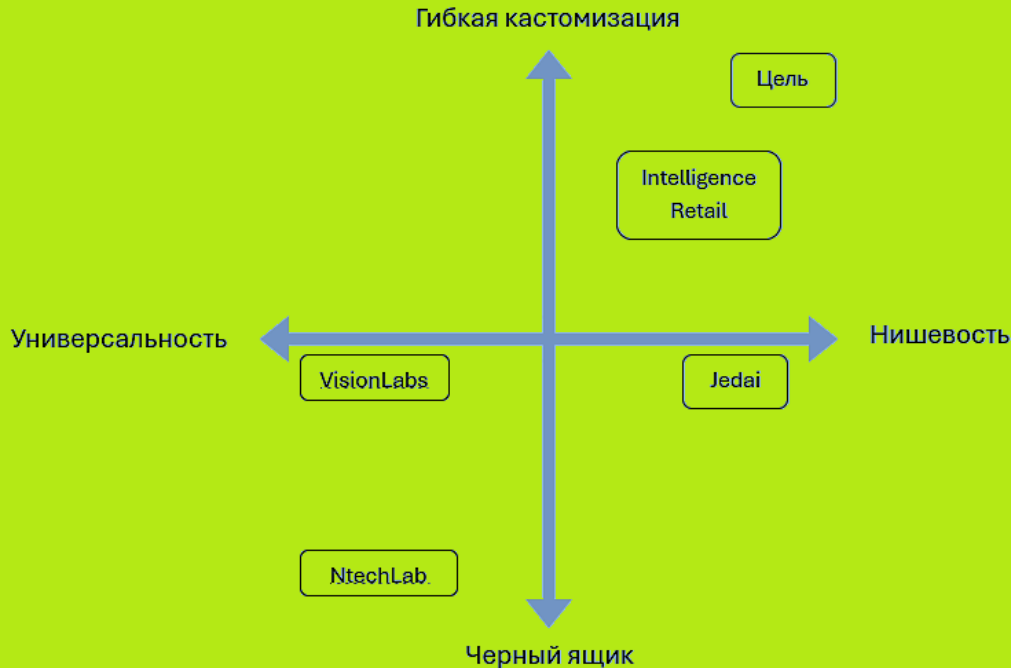 Гибкая кастомизация
Цель
Intelligence
Retail
Универсальность
Нишевость
VisionLabs
Jedai
NtechLab
Черный ящик